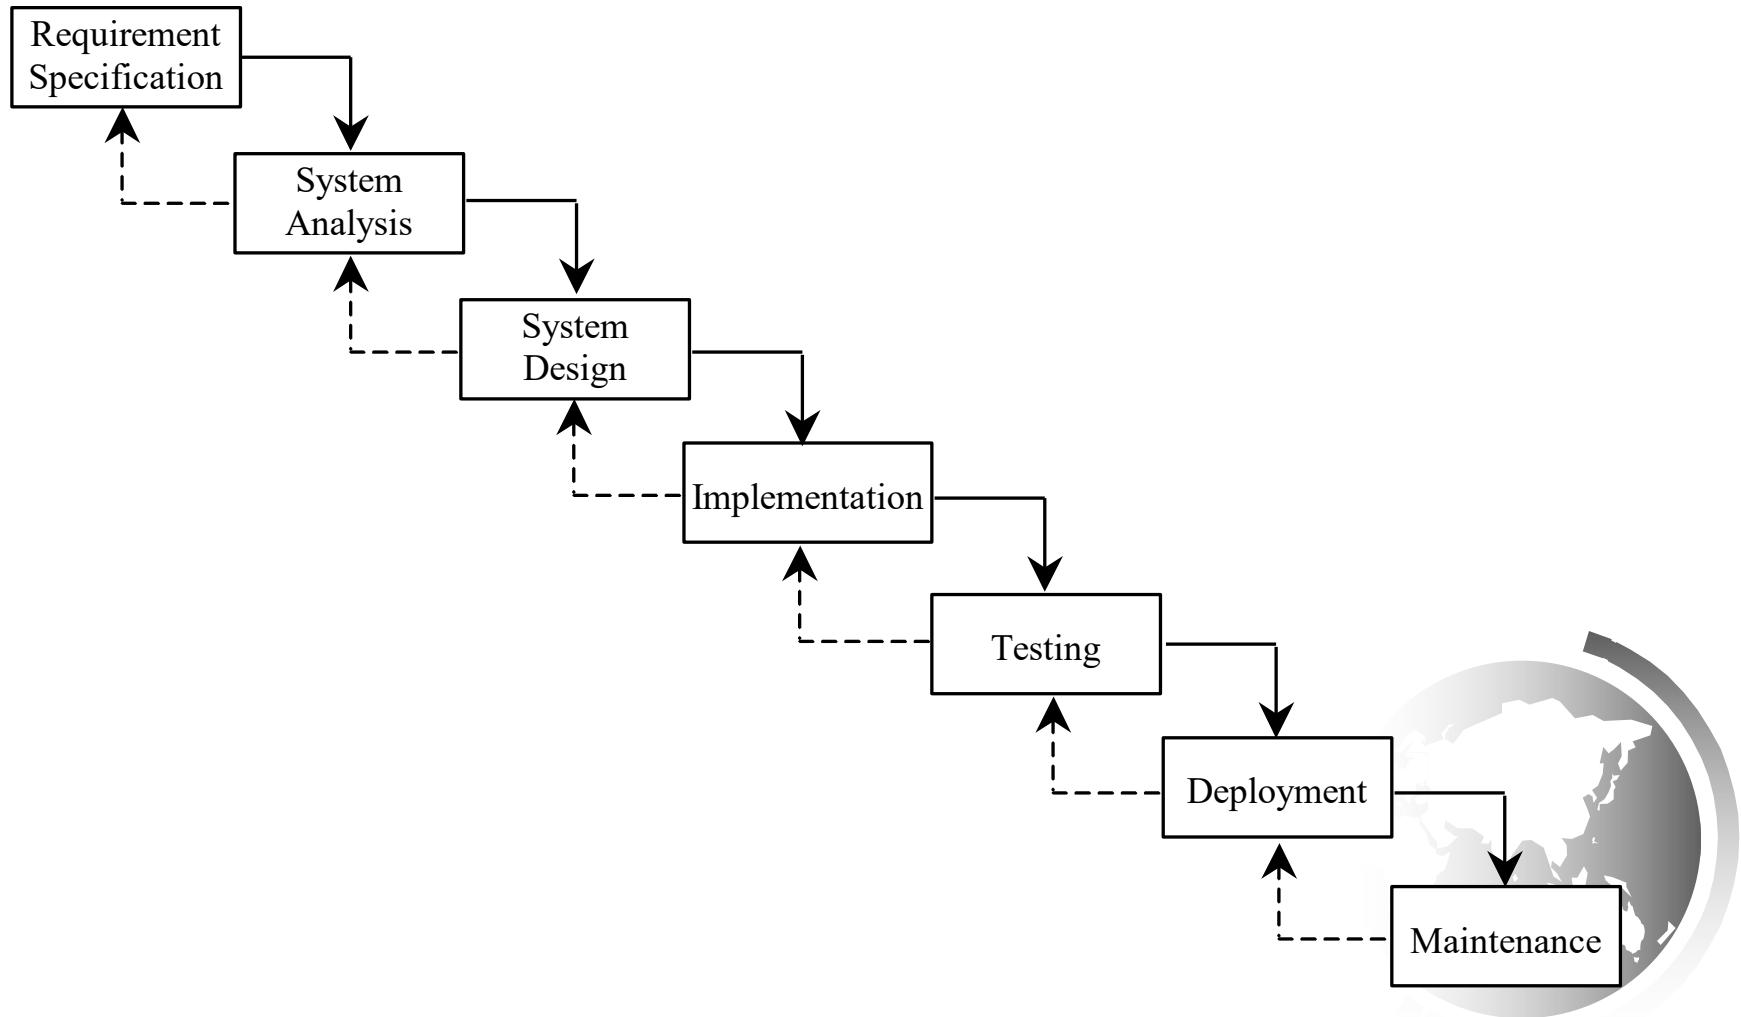 Requirement
Specification
System
Analysis
System
Design
Implementation
Testing
Deployment
Maintenance